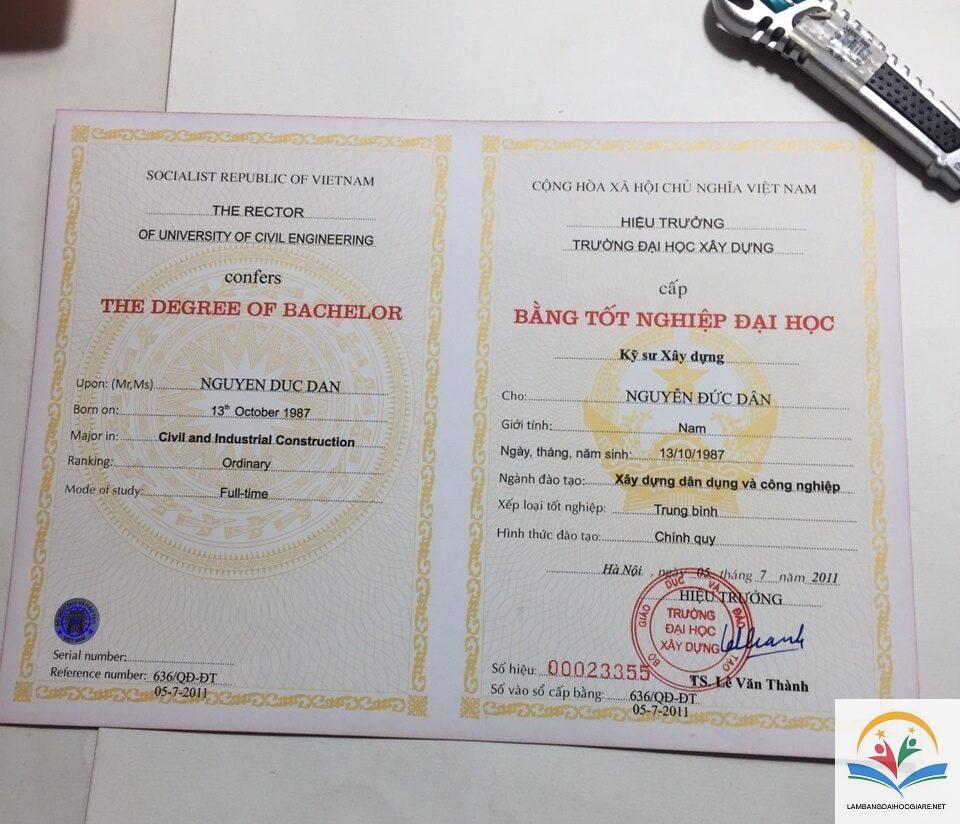 SOCIALIST REPUBLIC OF VIETNAM
THE RECTOR
OF UNIVERSITY OF CIVIL ENGINEERING
confers
THE DEGREE OF BACHELOR
Upon: (Mr,Ms) NGUYEN DUC DAN
Born on: 13th October 1987
Major in: Civil and Industrial Construction
Ranking: Ordinary
Mode of study: Full-time
Serial number:
Reference number: 636/QĐ-ĐT
05-7-2011
CỘNG HÒA XÃ HỘI CHỦ NGHĨA VIỆT NAM
HIỆU TRƯỞNG
TRƯỜNG ĐẠI HỌC XÂY DỰNG
cấp
BẰNG TỐT NGHIỆP ĐẠI HỌC
Kỹ sư Xây dựng
Cho: NGUYỄN ĐỨC DÂN
Giới tính: Nam
Ngày, tháng, năm sinh: 13/10/1987
Ngành đào tạo: Xây dựng dân dụng và công nghiệp
Xếp loại tốt nghiệp: Trung bình
Hình thức đào tạo: Chính quy
Hà Nội, ngày 05 tháng 7 năm 2011
HIỆU TRƯỞNG
BỘ GIÁO DỤC VÀ ĐÀO TẠO
TRƯỜNG
ĐẠI HỌC
XÂY DỰNG
TS. Lê Văn Thành
Số hiệu: 00023355
Số vào sổ cấp bằng: 636/QĐ-ĐT
05-7-2011
LAMBANGDAIHOCGIARE.NET